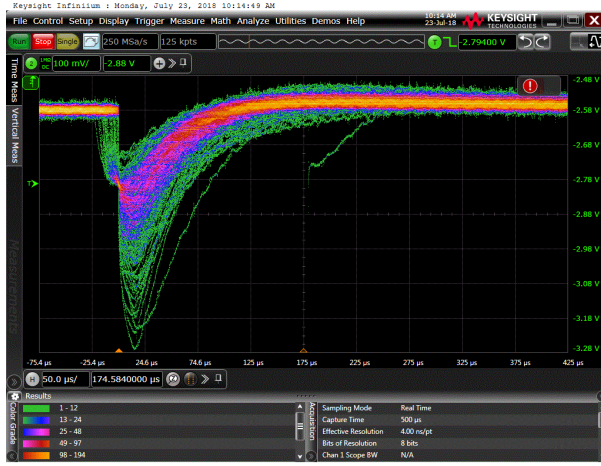 Keysight Infiniium : Monday, July 23, 2018 10:14:49 AM
File Control Setup Display Trigger Measure Math Analyze Utilities Demos Help
10:14 AM
23-Jul-18
KEYSIGHT
TECHNOLOGIES
Run Stop Single 250 MSa/s 125 kpts T -2.79400 V
2 DC 100 mV/ -2.88 V
Time Meas
Vertical Meas
Measurements
-2.48 V
-2.58 V
-2.68 V
-2.78 V
-2.88 V
-2.98 V
-3.08 V
-3.18 V
-3.28 V
T
-75.4 µs -25.4 µs 24.6 µs 74.6 µs 125 µs 175 µs 225 µs 275 µs 325 µs 375 µs 425 µs
H 50.0 µs/ 174.5840000 µs
Results
Color Grade
1 - 12
13 - 24
25 - 48
49 - 97
98 - 194
Acquisition
Sampling Mode Real Time
Capture Time 500 µs
Effective Resolution 4.00 ns/pt
Bits of Resolution 8 bits
Chan 1 Scope BW N/A